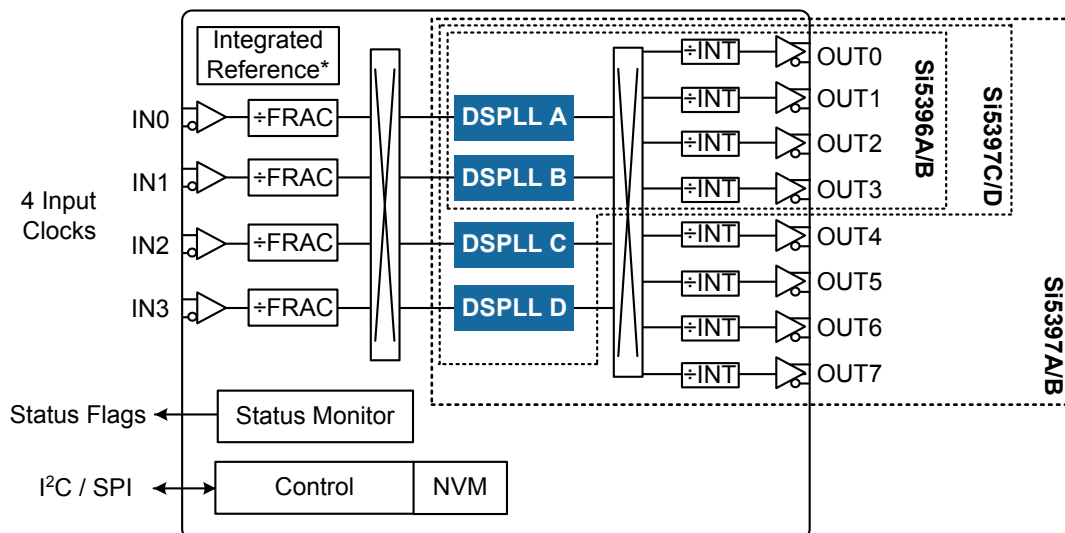 Integrated
Reference*
4 Input
Clocks
IN0
÷FRAC
DSPLL A
IN1
÷FRAC
DSPLL B
IN2
÷FRAC
DSPLL C
IN3
÷FRAC
DSPLL D
÷INT
OUT0
÷INT
OUT1
÷INT
OUT2
÷INT
OUT3
÷INT
OUT4
÷INT
OUT5
÷INT
OUT6
÷INT
OUT7
Si5396A/B
Si5397C/D
Si5397A/B
Status Flags
Status Monitor
I²C / SPI
Control
NVM